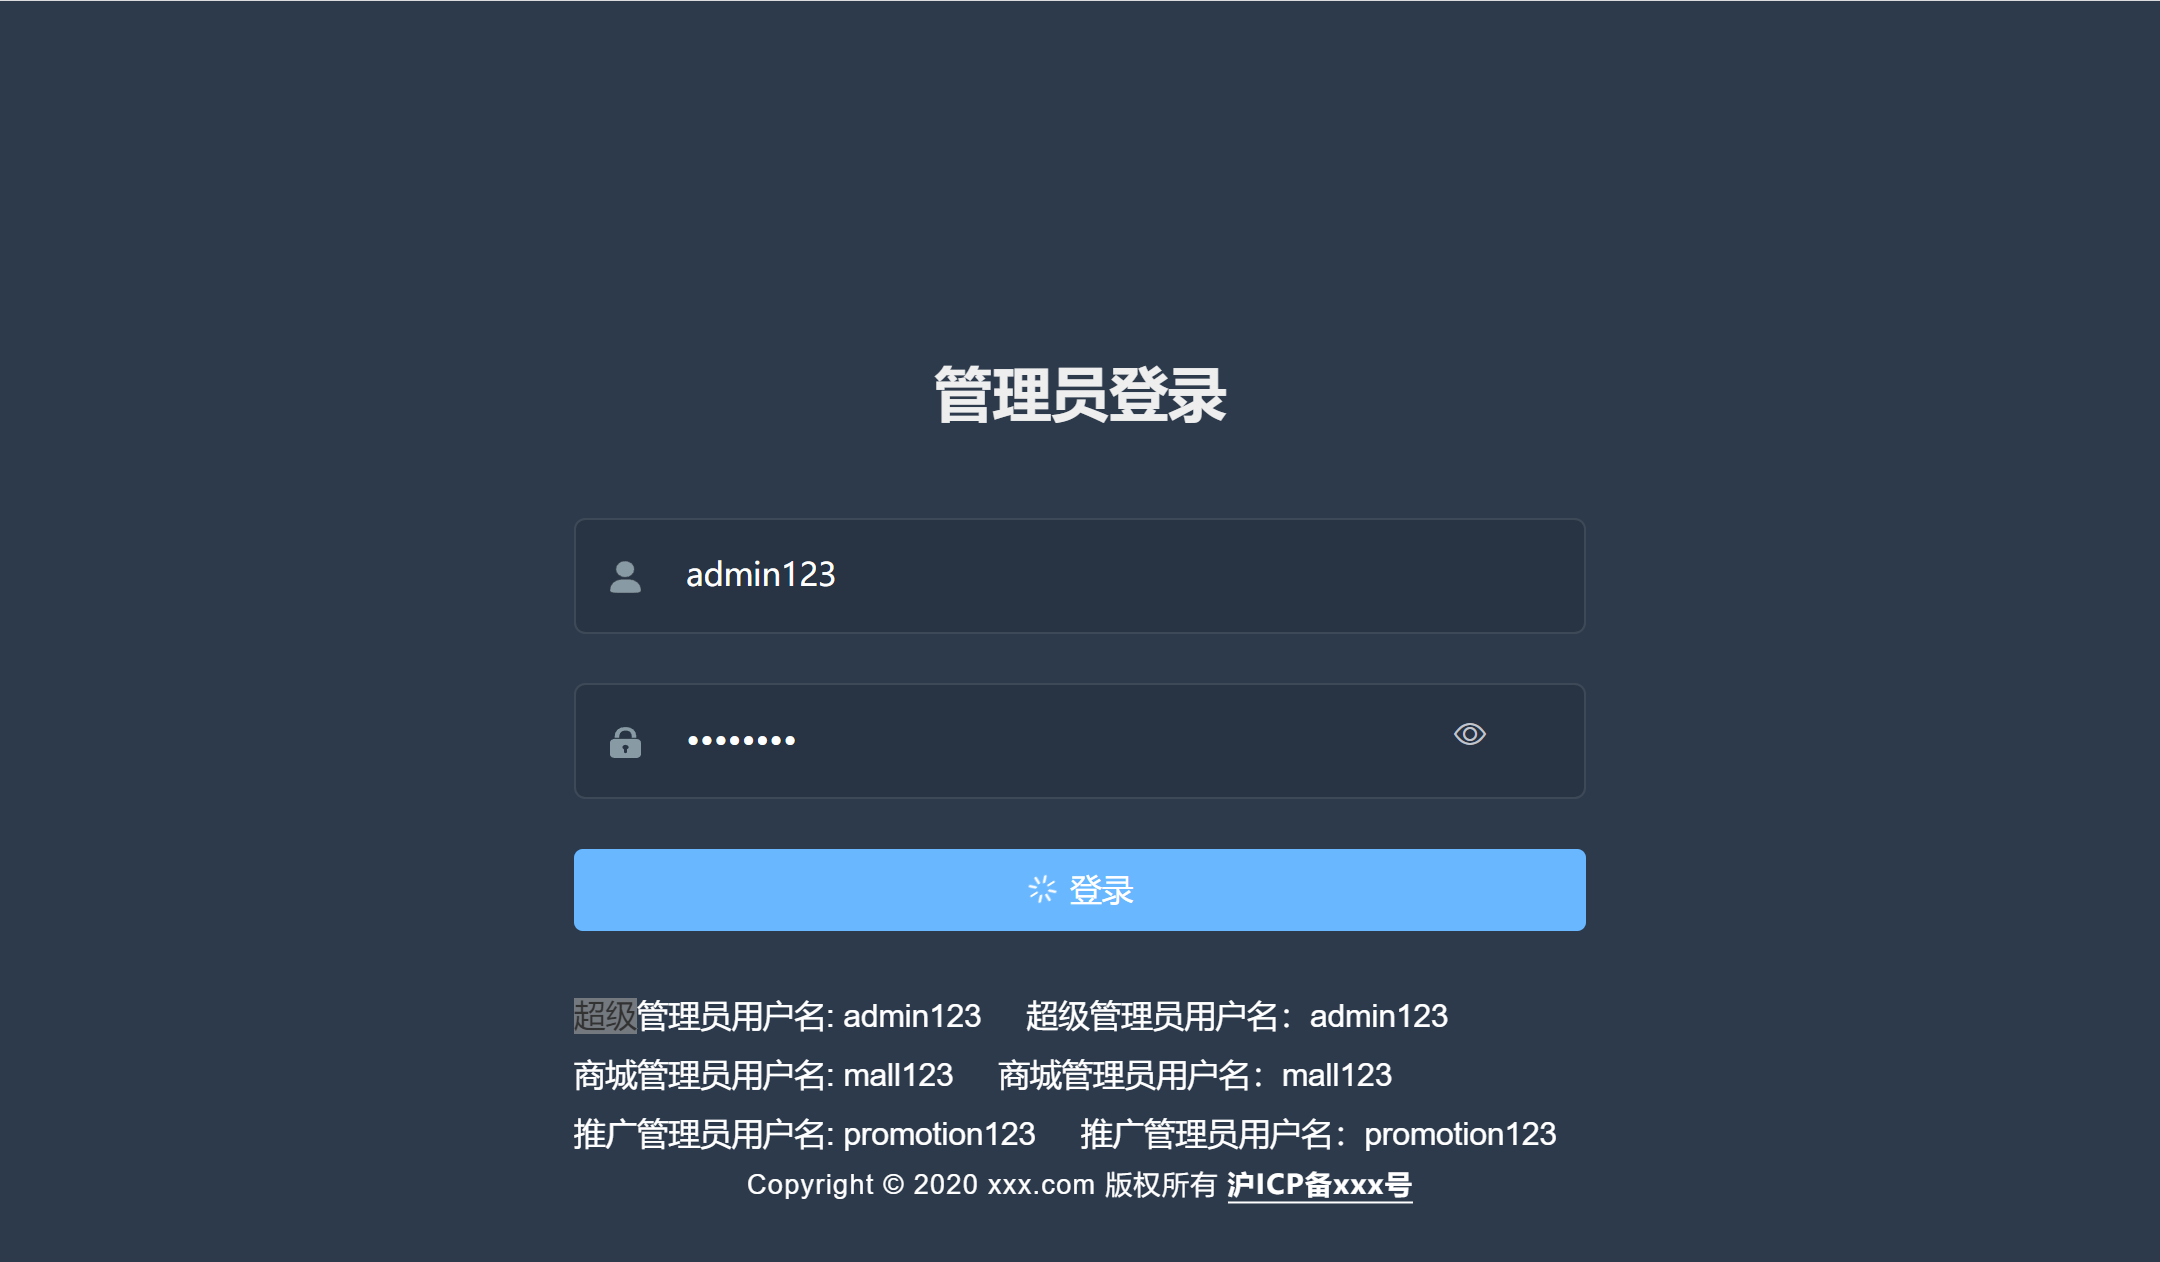 管理员登录
admin123
••••••••
登录
超级管理员用户名: admin123 超级管理员用户名：admin123
商城管理员用户名: mall123 商城管理员用户名：mall123
推广管理员用户名: promotion123 推广管理员用户名：promotion123
Copyright © 2020 xxx.com 版权所有 沪ICP备xxx号